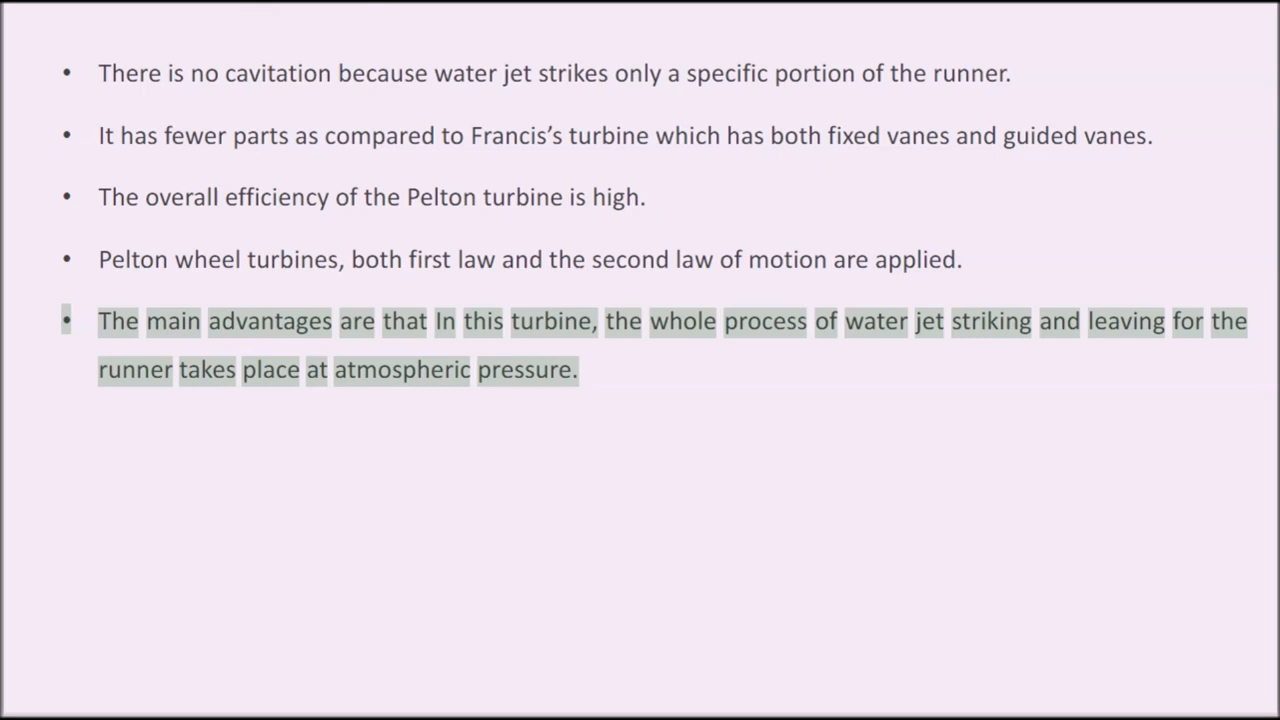 • There is no cavitation because water jet strikes only a specific portion of the runner.
• It has fewer parts as compared to Francis’s turbine which has both fixed vanes and guided vanes.
• The overall efficiency of the Pelton turbine is high.
• Pelton wheel turbines, both first law and the second law of motion are applied.
• The main advantages are that In this turbine, the whole process of water jet striking and leaving for the
runner takes place at atmospheric pressure.